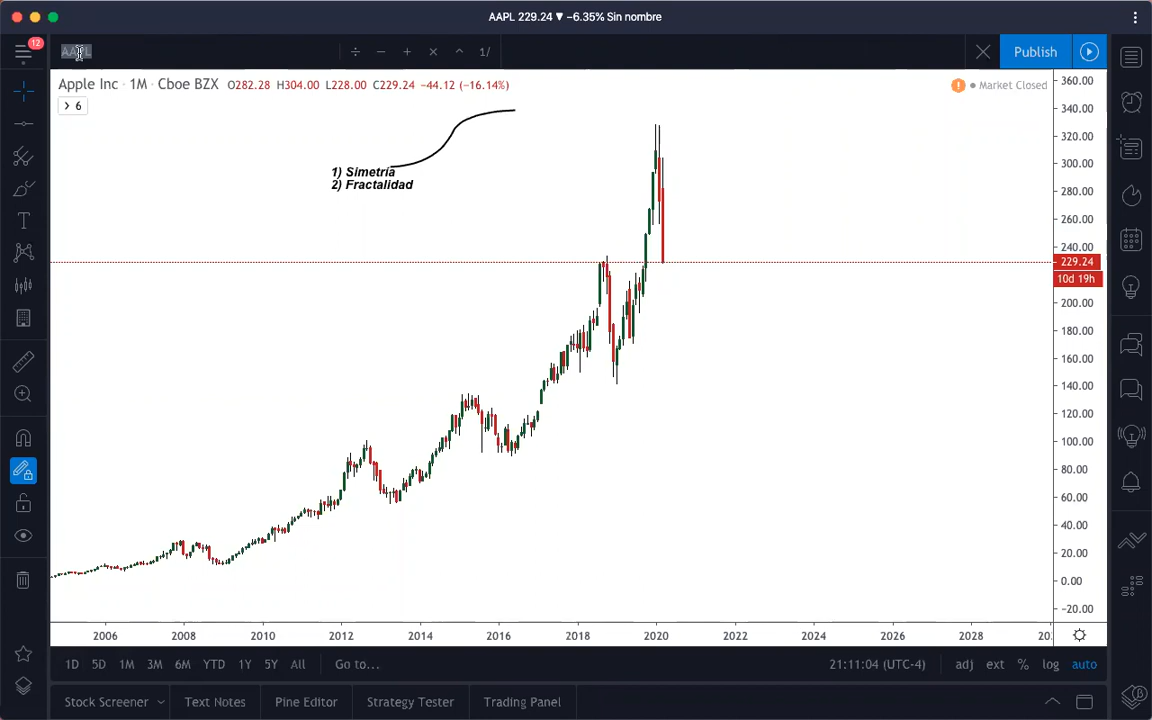 AAPL 229.24 ▼ −6.35% Sin nombre
12
AAPL
÷ − + × ^ 1/
Publish
Apple Inc · 1M · Cboe BZX O282.28 H304.00 L228.00 C229.24 −44.12 (−16.14%)
Market Closed
> 6
1) Simetría
2) Fractalidad
360.00
340.00
320.00
300.00
280.00
260.00
240.00
229.24
10d 19h
200.00
180.00
160.00
140.00
120.00
100.00
80.00
60.00
40.00
20.00
0.00
−20.00
2006 2008 2010 2012 2014 2016 2018 2020 2022 2024 2026 2028
1D 5D 1M 3M 6M YTD 1Y 5Y All Go to... 21:11:04 (UTC-4) adj ext % log auto
Stock Screener Text Notes Pine Editor Strategy Tester Trading Panel